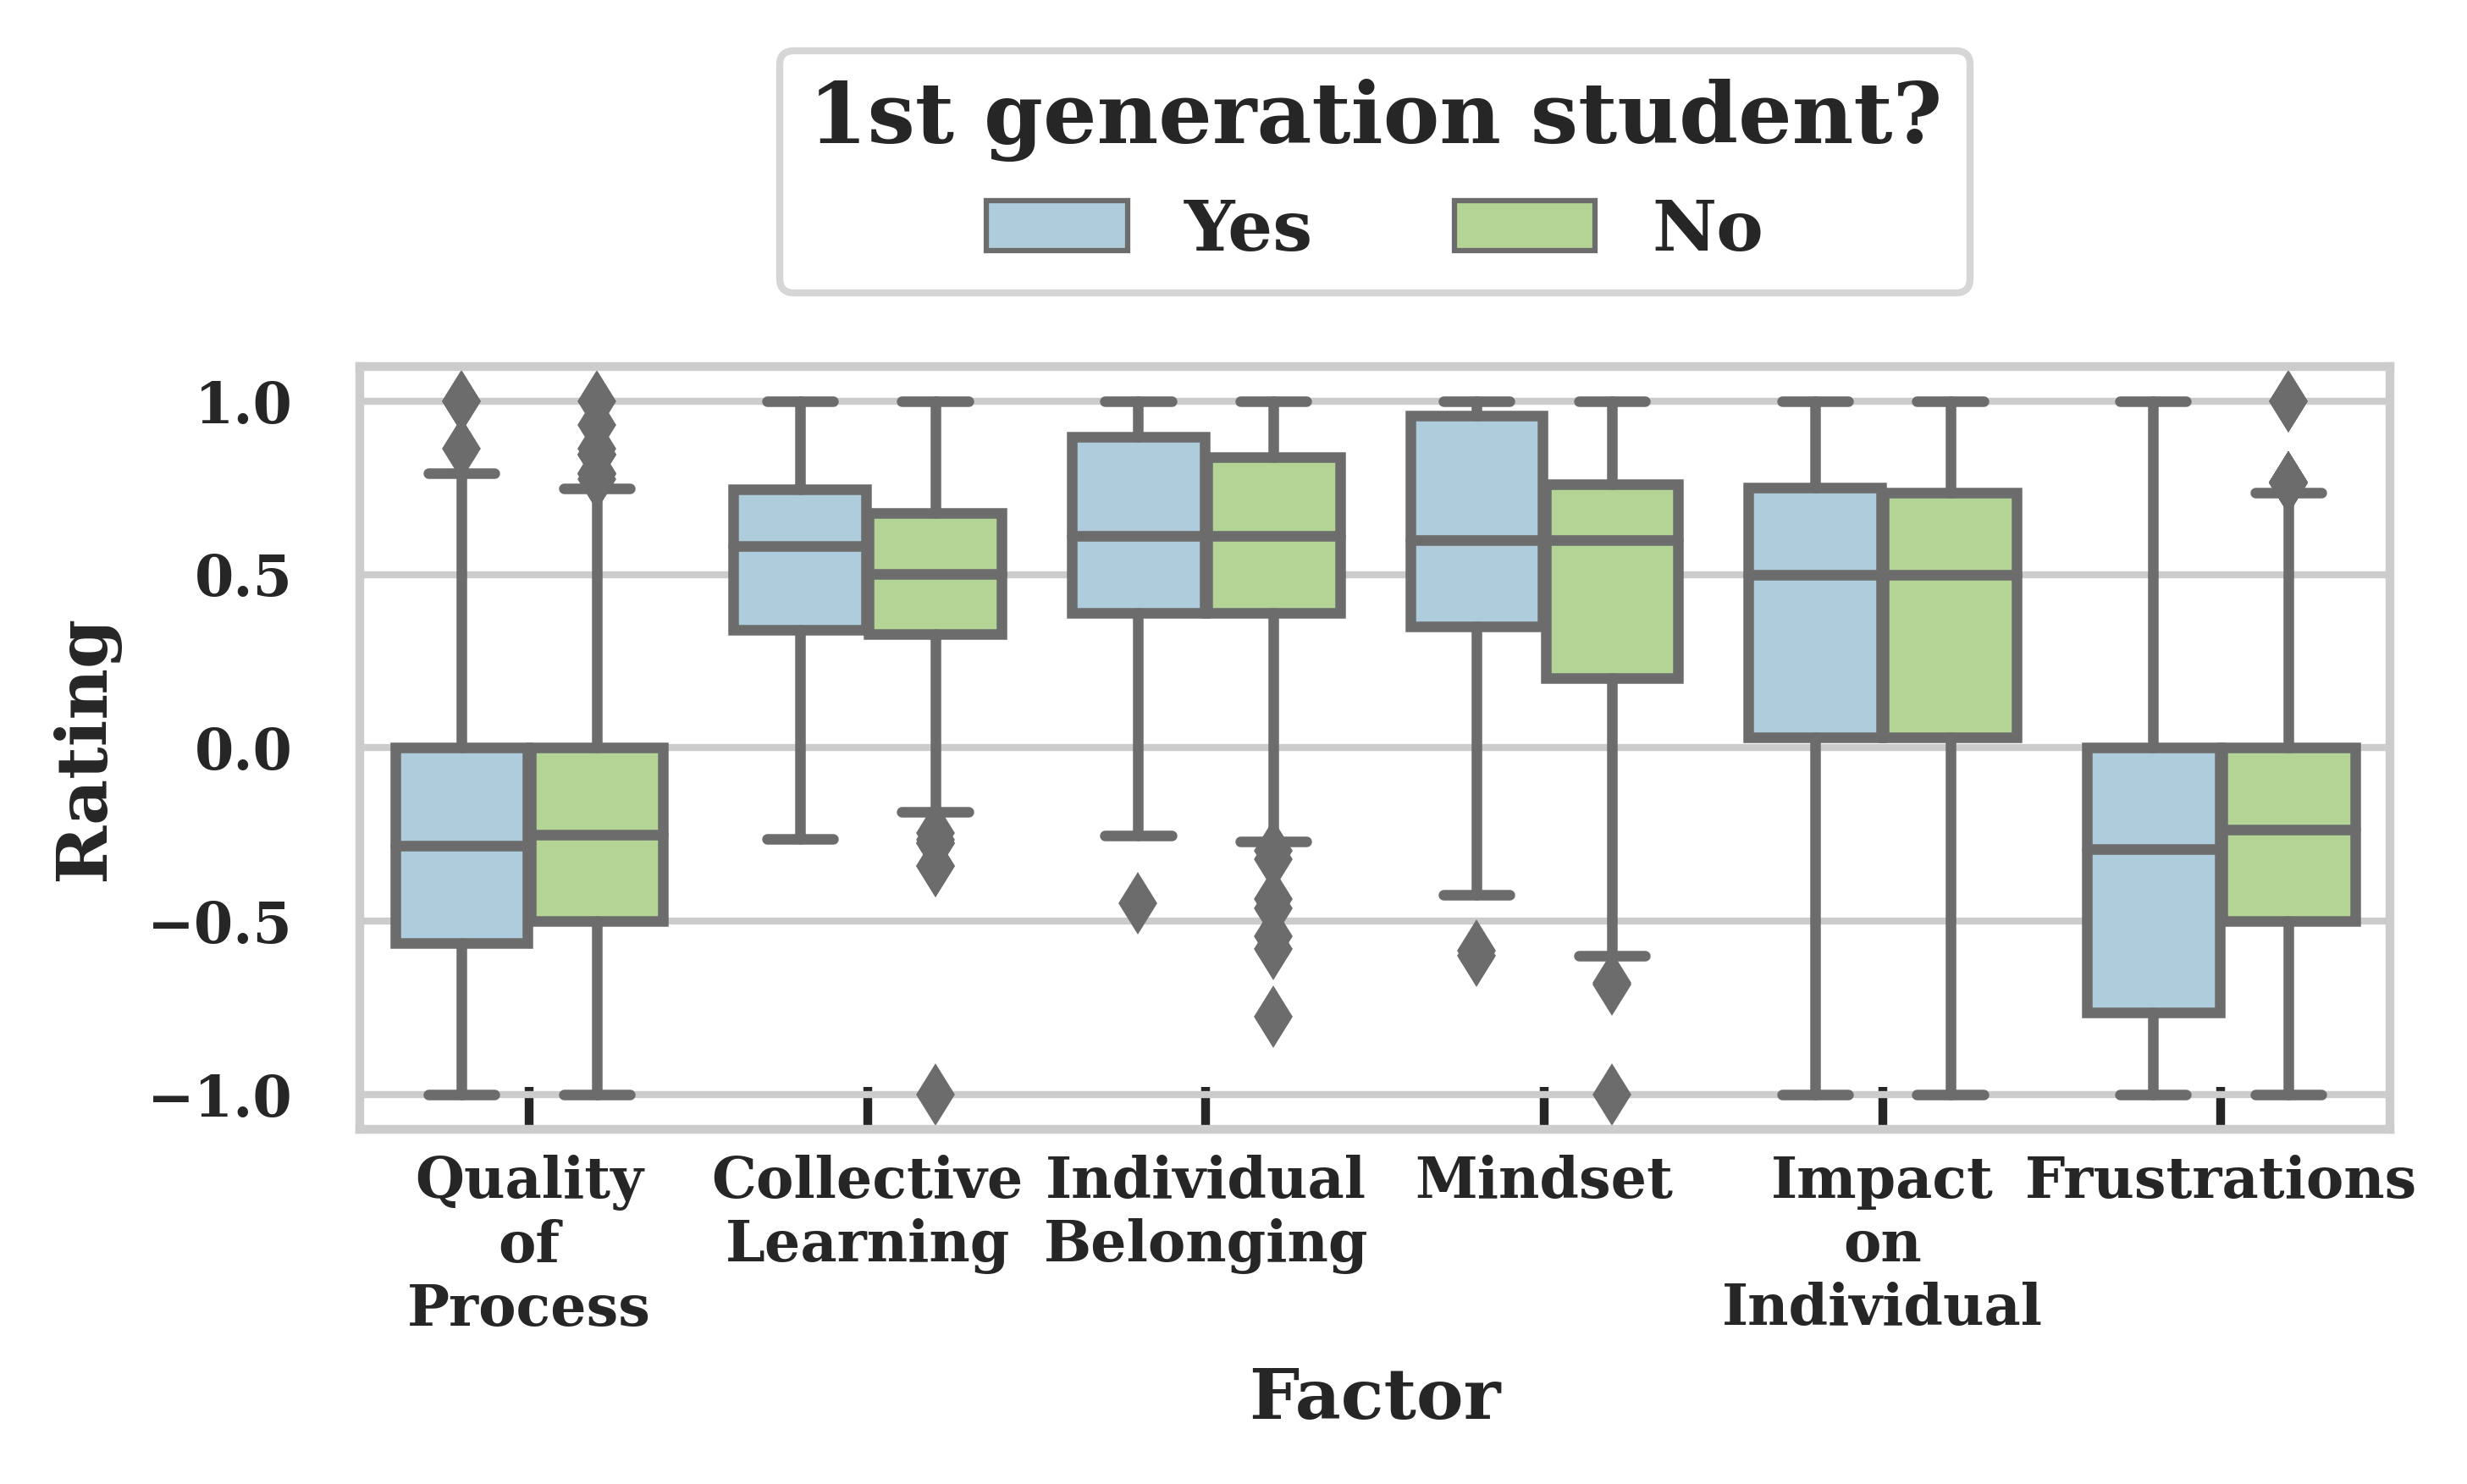 1st generation student?
Yes
No
1.0
0.5
0.0
−0.5
−1.0
Rating
Quality
of
Process
Collective
Learning
Individual
Belonging
Mindset
Impact
on
Individual
Frustrations
Factor